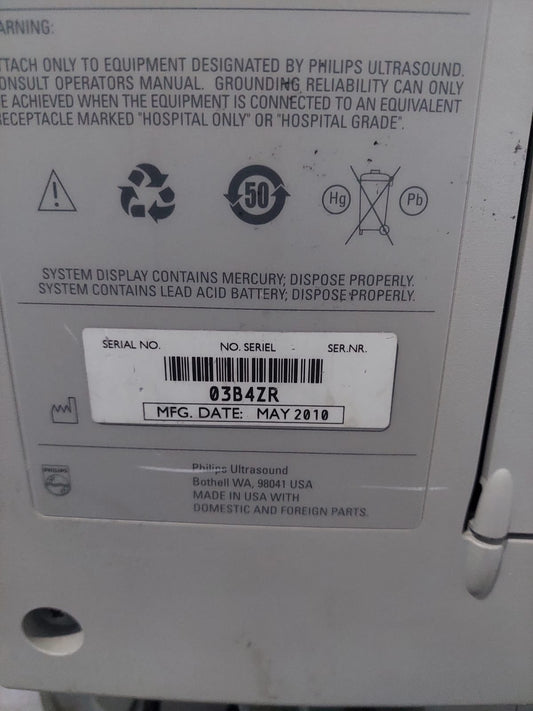 ARNING:
TTACH ONLY TO EQUIPMENT DESIGNATED BY PHILIPS ULTRASOUND.
ONSULT OPERATORS MANUAL. GROUNDING RELIABILITY CAN ONLY
E ACHIEVED WHEN THE EQUIPMENT IS CONNECTED TO AN EQUIVALENT
RECEPTACLE MARKED "HOSPITAL ONLY" OR "HOSPITAL GRADE".
50
Hg
Pb
SYSTEM DISPLAY CONTAINS MERCURY; DISPOSE PROPERLY.
SYSTEM CONTAINS LEAD ACID BATTERY; DISPOSE PROPERLY.
SERIAL NO. NO. SERIEL - SER.NR.
03B4ZR
MFG. DATE: MAY 2010
PHILIPS
Philips Ultrasound
Bothell WA, 98041 USA
MADE IN USA WITH
DOMESTIC AND FOREIGN PARTS.